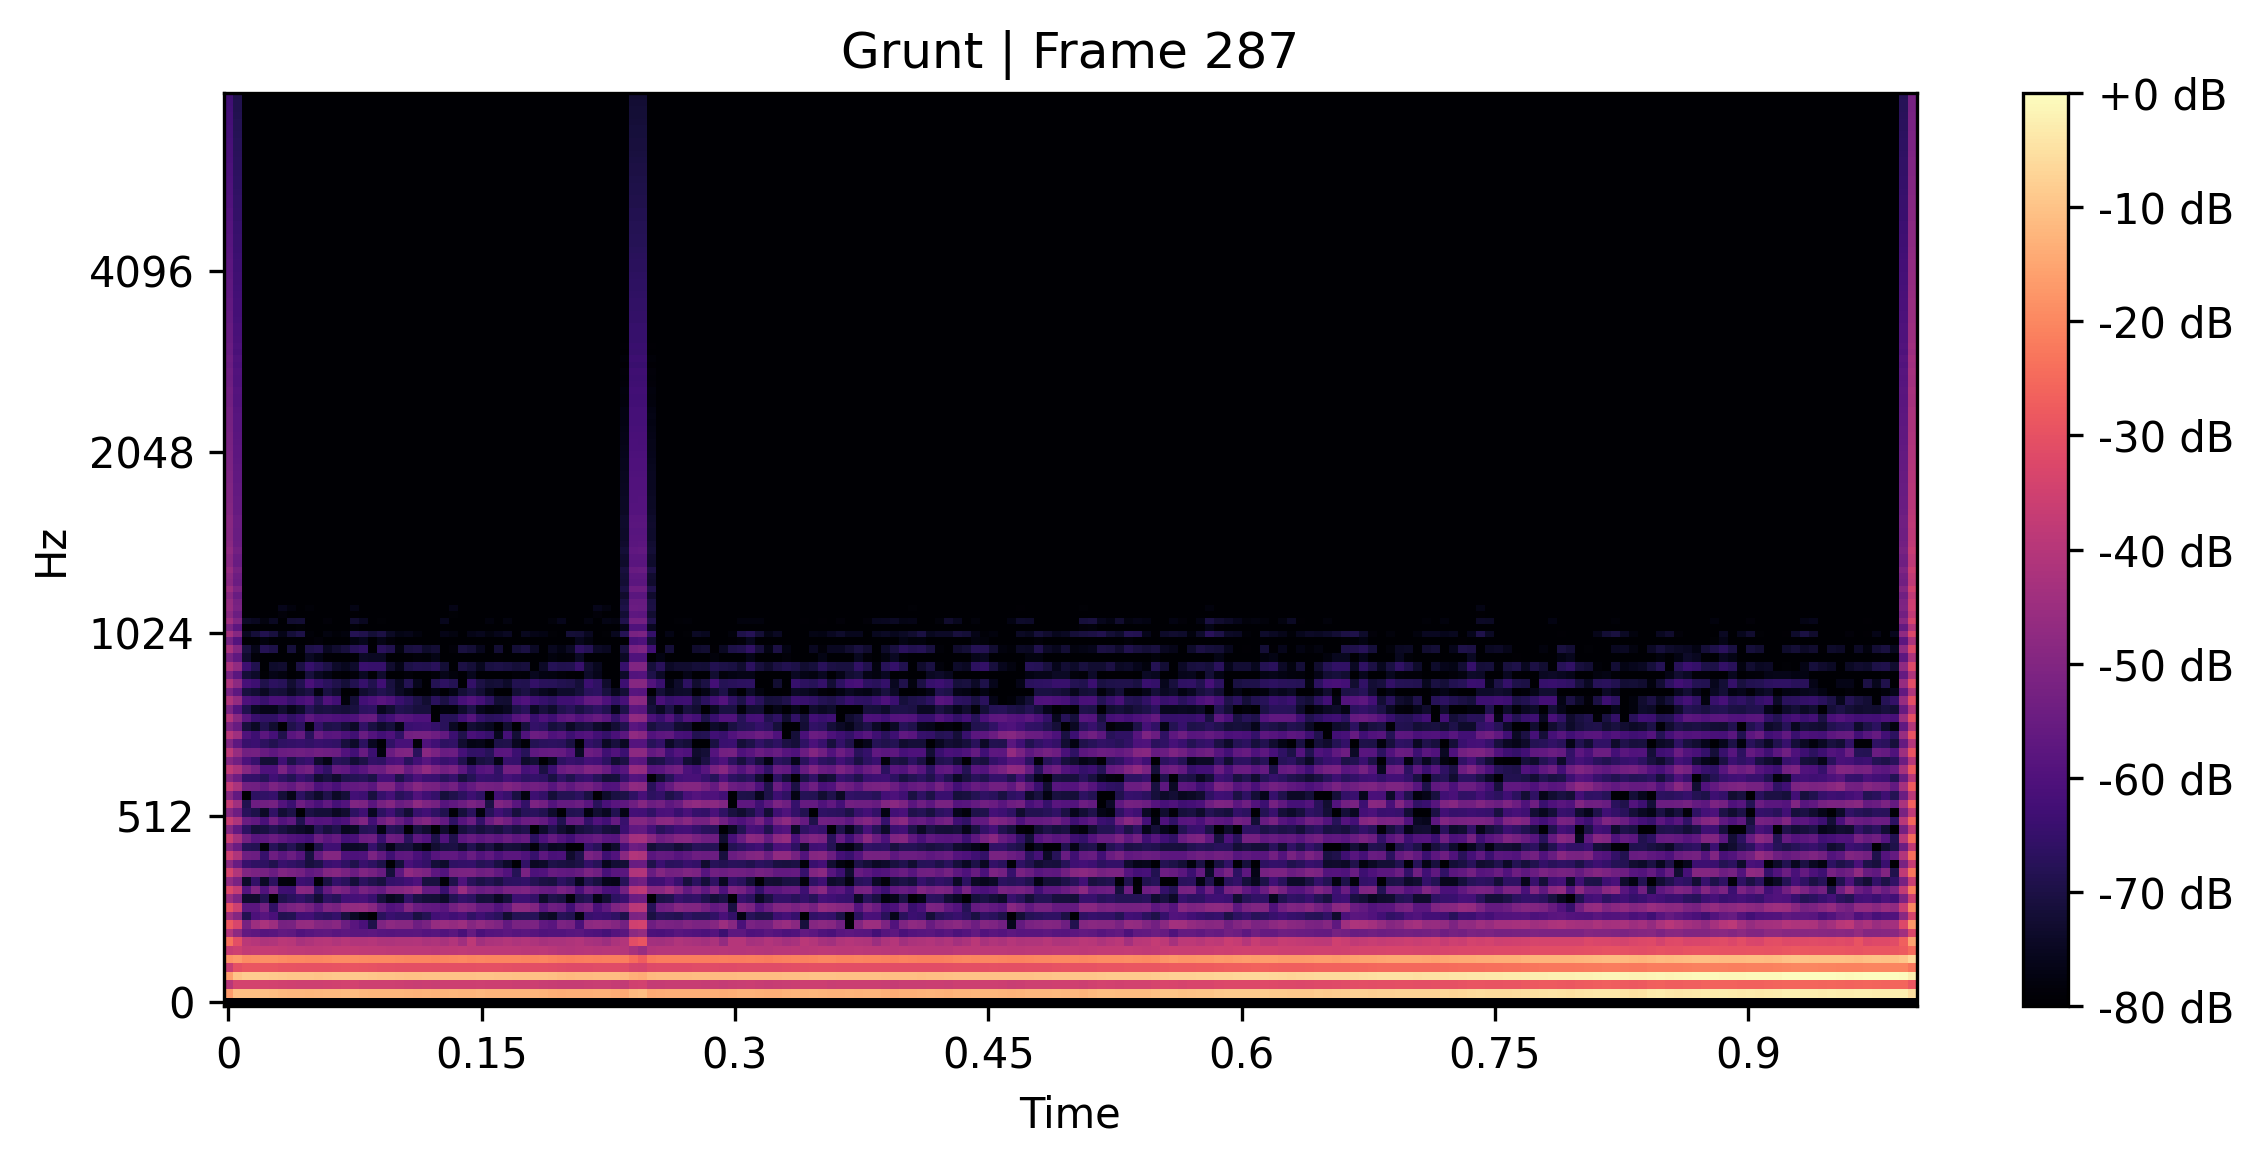 Grunt | Frame 287
+0 dB
-10 dB
-20 dB
-30 dB
-40 dB
-50 dB
-60 dB
-70 dB
-80 dB
4096
2048
1024
512
0
Hz
0 0.15 0.3 0.45 0.6 0.75 0.9
Time